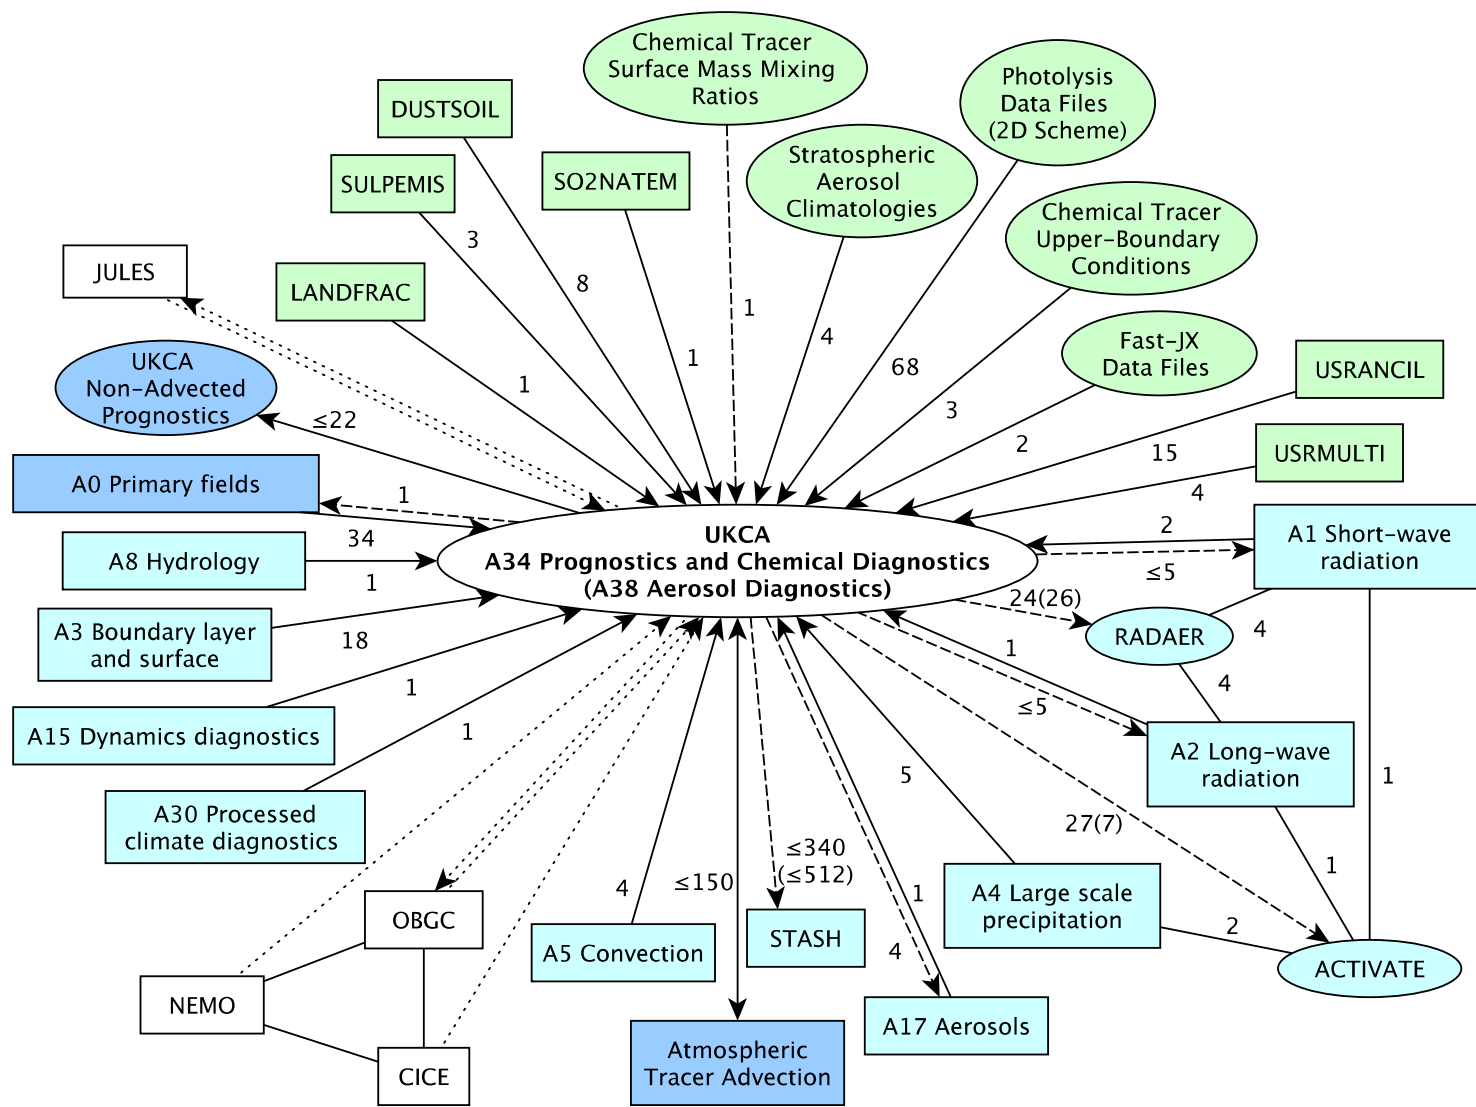 Chemical Tracer
Surface Mass Mixing
Ratios
Photolysis
Data Files
(2D Scheme)
DUSTSOIL
SULPEMIS
SO2NATEM
Stratospheric
Aerosol
Climatologies
Chemical Tracer
Upper-Boundary
Conditions
JULES
LANDFRAC
3
8
1
4
1
1
68
3
2
15
4
Fast-JX
Data Files
USRANCIL
USRMULTI
UKCA
Non-Advected
Prognostics
≤22
A0 Primary fields
1
34
A8 Hydrology
1
UKCA
A34 Prognostics and Chemical Diagnostics
(A38 Aerosol Diagnostics)
2
≤5
A1 Short-wave
radiation
A3 Boundary layer
and surface
18
24(26)
RADAER
4
4
1
≤5
A15 Dynamics diagnostics
1
A2 Long-wave
radiation
1
1
A30 Processed
climate diagnostics
1
5
27(7)
OBGC
NEMO
CICE
4
A5 Convection
≤150
≤340
(≤512)
STASH
1
4
A17 Aerosols
A4 Large scale
precipitation
2
ACTIVATE
Atmospheric
Tracer Advection